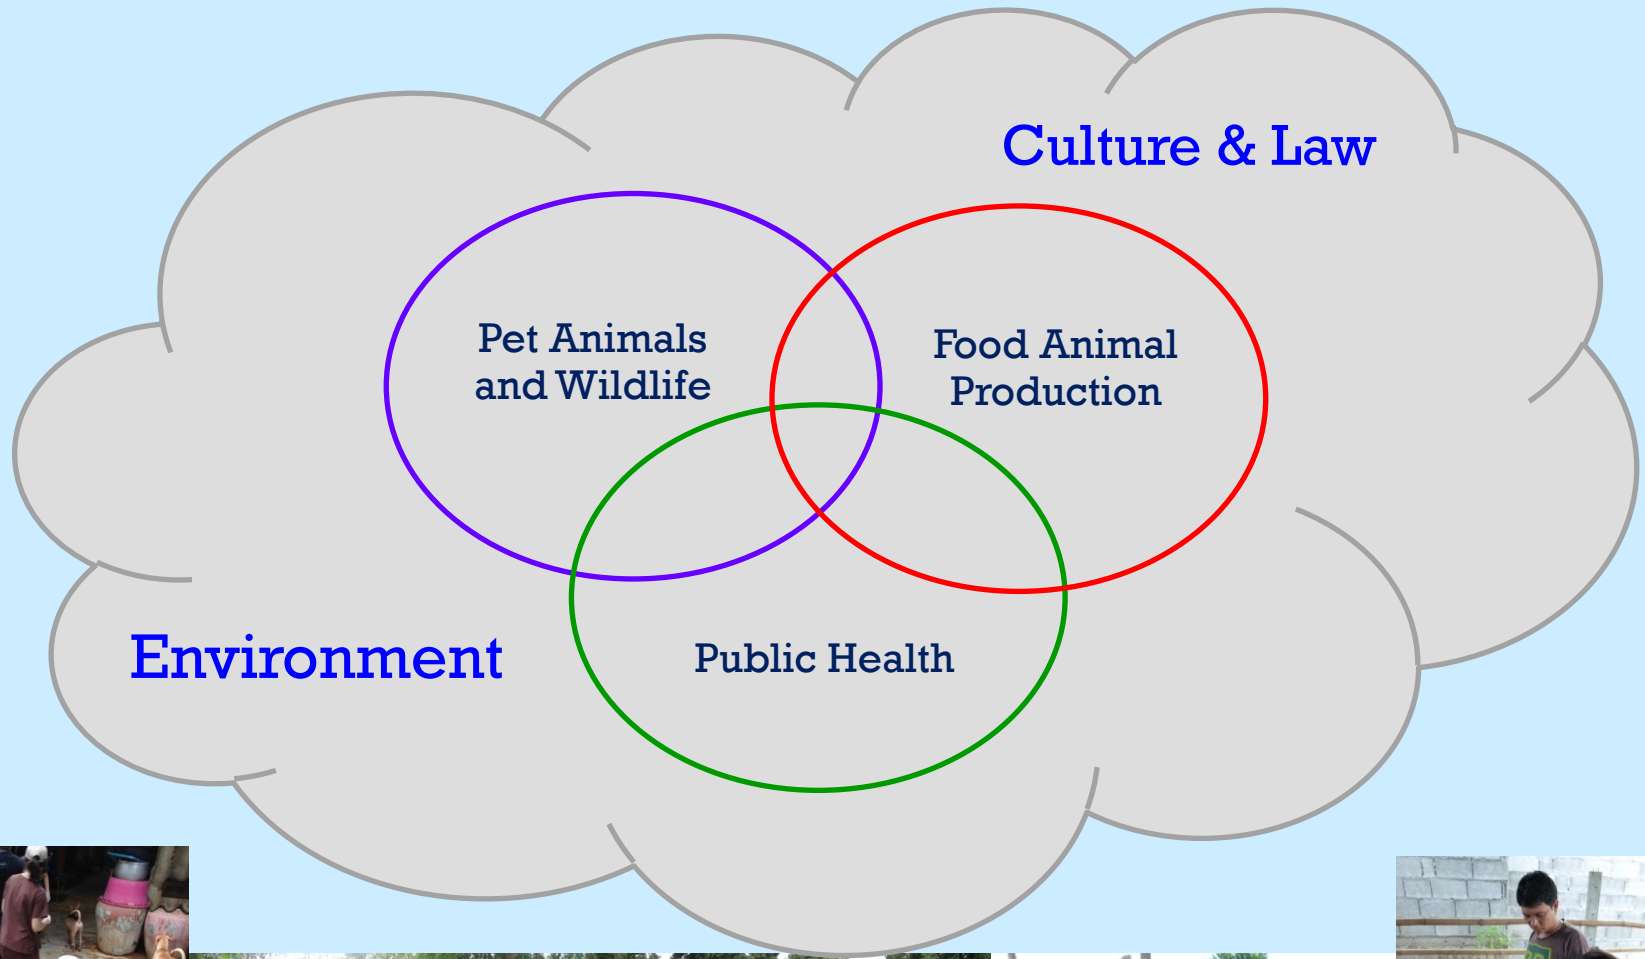 Culture & Law
Pet Animals
and Wildlife
Food Animal
Production
Environment
Public Health